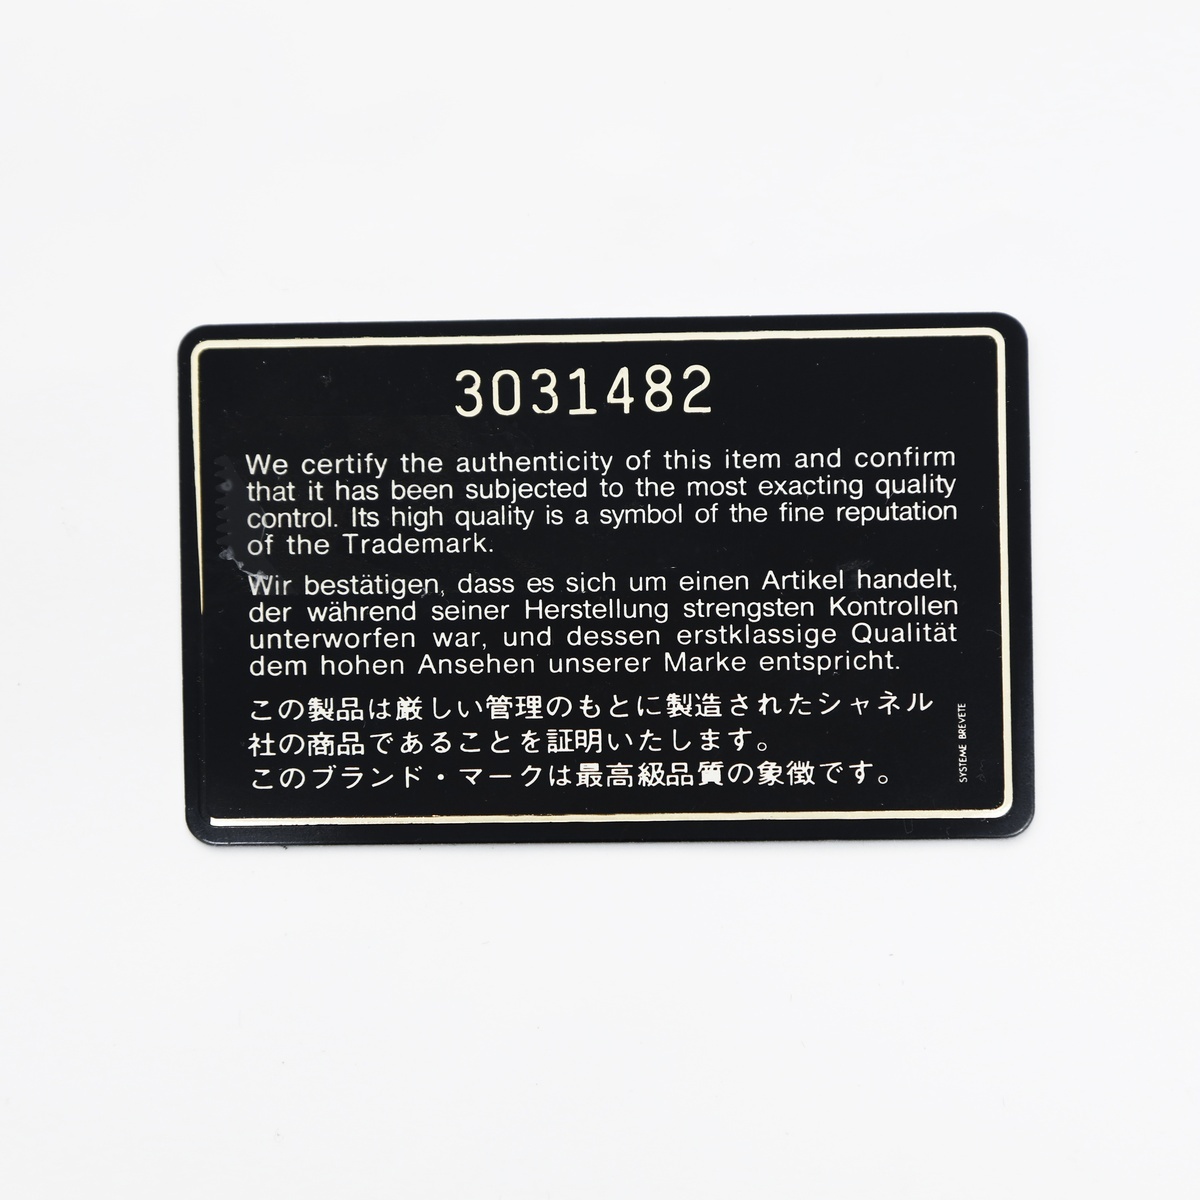 3031482
We certify the authenticity of this item and confirm
that it has been subjected to the most exacting quality
control. Its high quality is a symbol of the fine reputation
of the Trademark.
Wir bestätigen, dass es sich um einen Artikel handelt,
der während seiner Herstellung strengsten Kontrollen
unterworfen war, und dessen erstklassige Qualität
dem hohen Ansehen unserer Marke entspricht.
この製品は厳しい管理のもとに製造されたシャネル
社の商品であることを証明いたします。
このブランド・マークは最高級品質の象徴です。
SYSTEME BREVETE